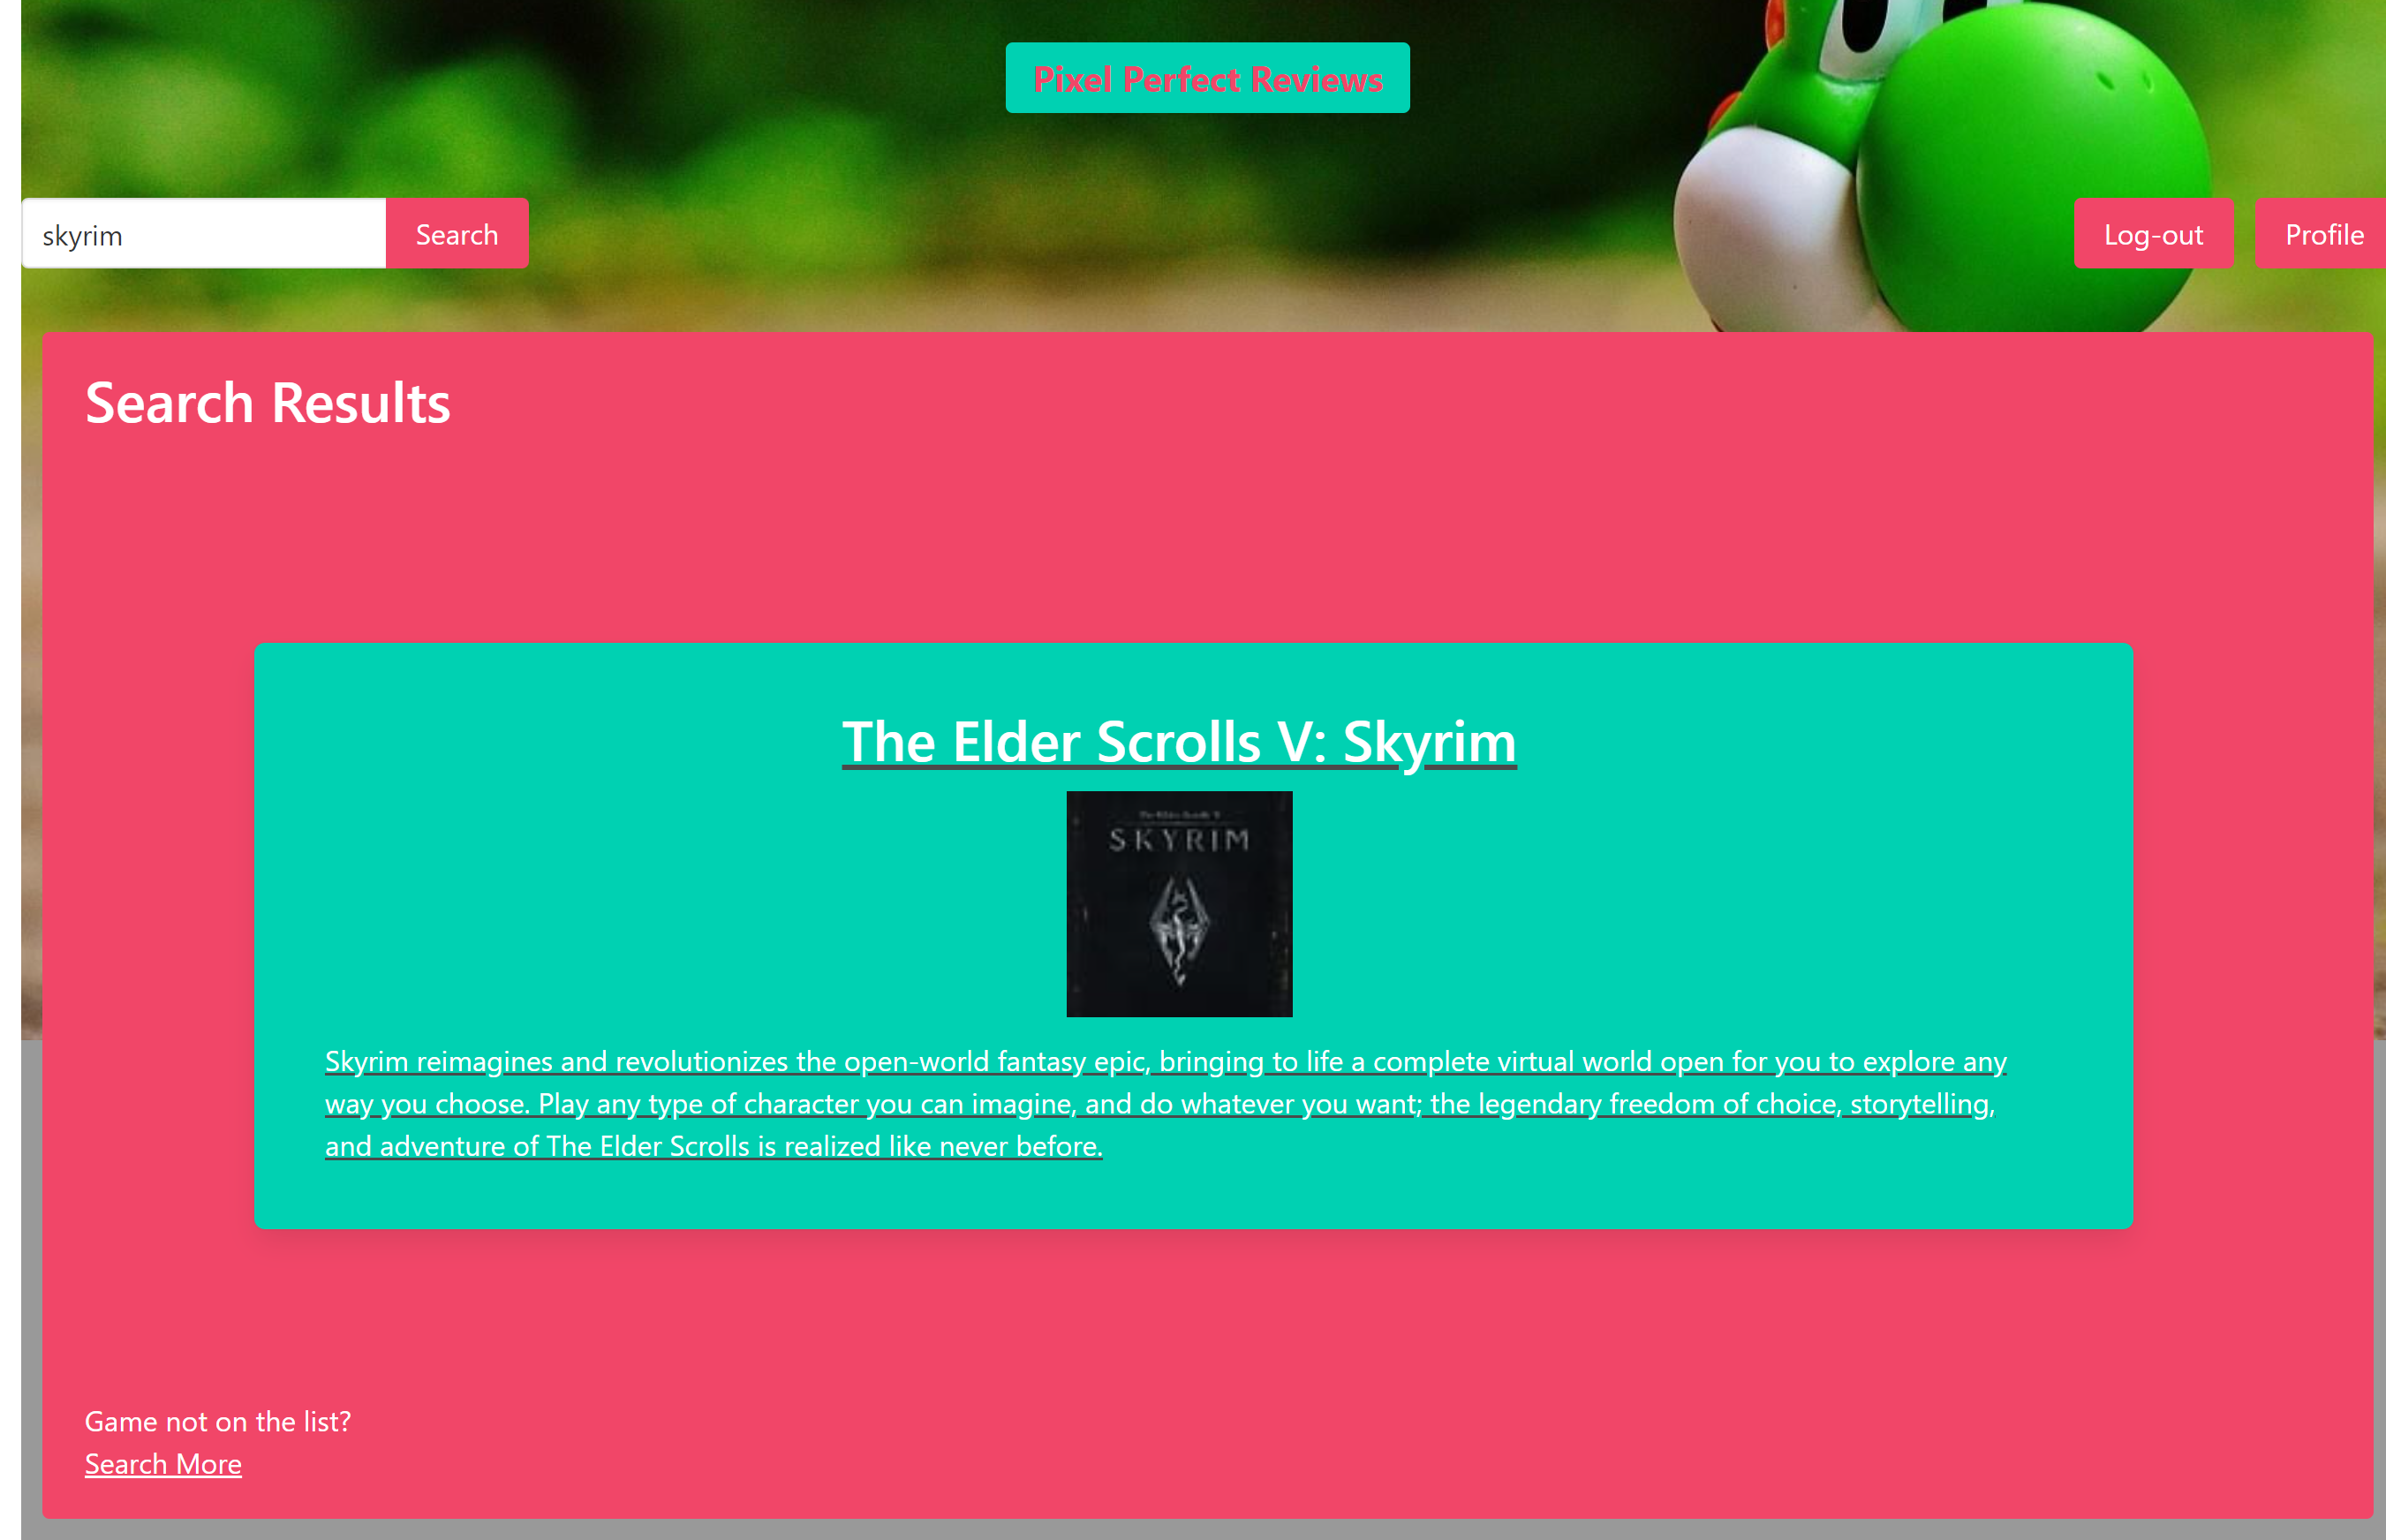 Pixel Perfect Reviews
skyrim
Search
Log-out
Profile
Search Results
The Elder Scrolls V: Skyrim
The Elder Scrolls V
SKYRIM
Skyrim reimagines and revolutionizes the open-world fantasy epic, bringing to life a complete virtual world open for you to explore any
way you choose. Play any type of character you can imagine, and do whatever you want; the legendary freedom of choice, storytelling,
and adventure of The Elder Scrolls is realized like never before.
Game not on the list?
Search More